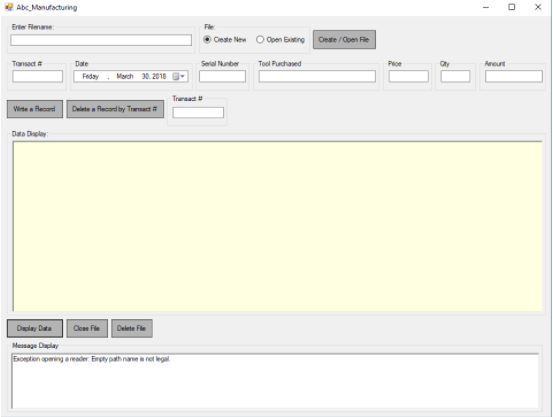 Abc_Manufacturing
Enter Filename:
File:
Create New Open Existing Create / Open File
Transact # Date Serial Number Tool Purchased Price Qty Amount
Friday , March 30, 2018
Write a Record Delete a Record by Transact # Transact #
Data Display:
Display Data Close File Delete File
Message Display
Exception opening a reader: Empty path name is not legal.